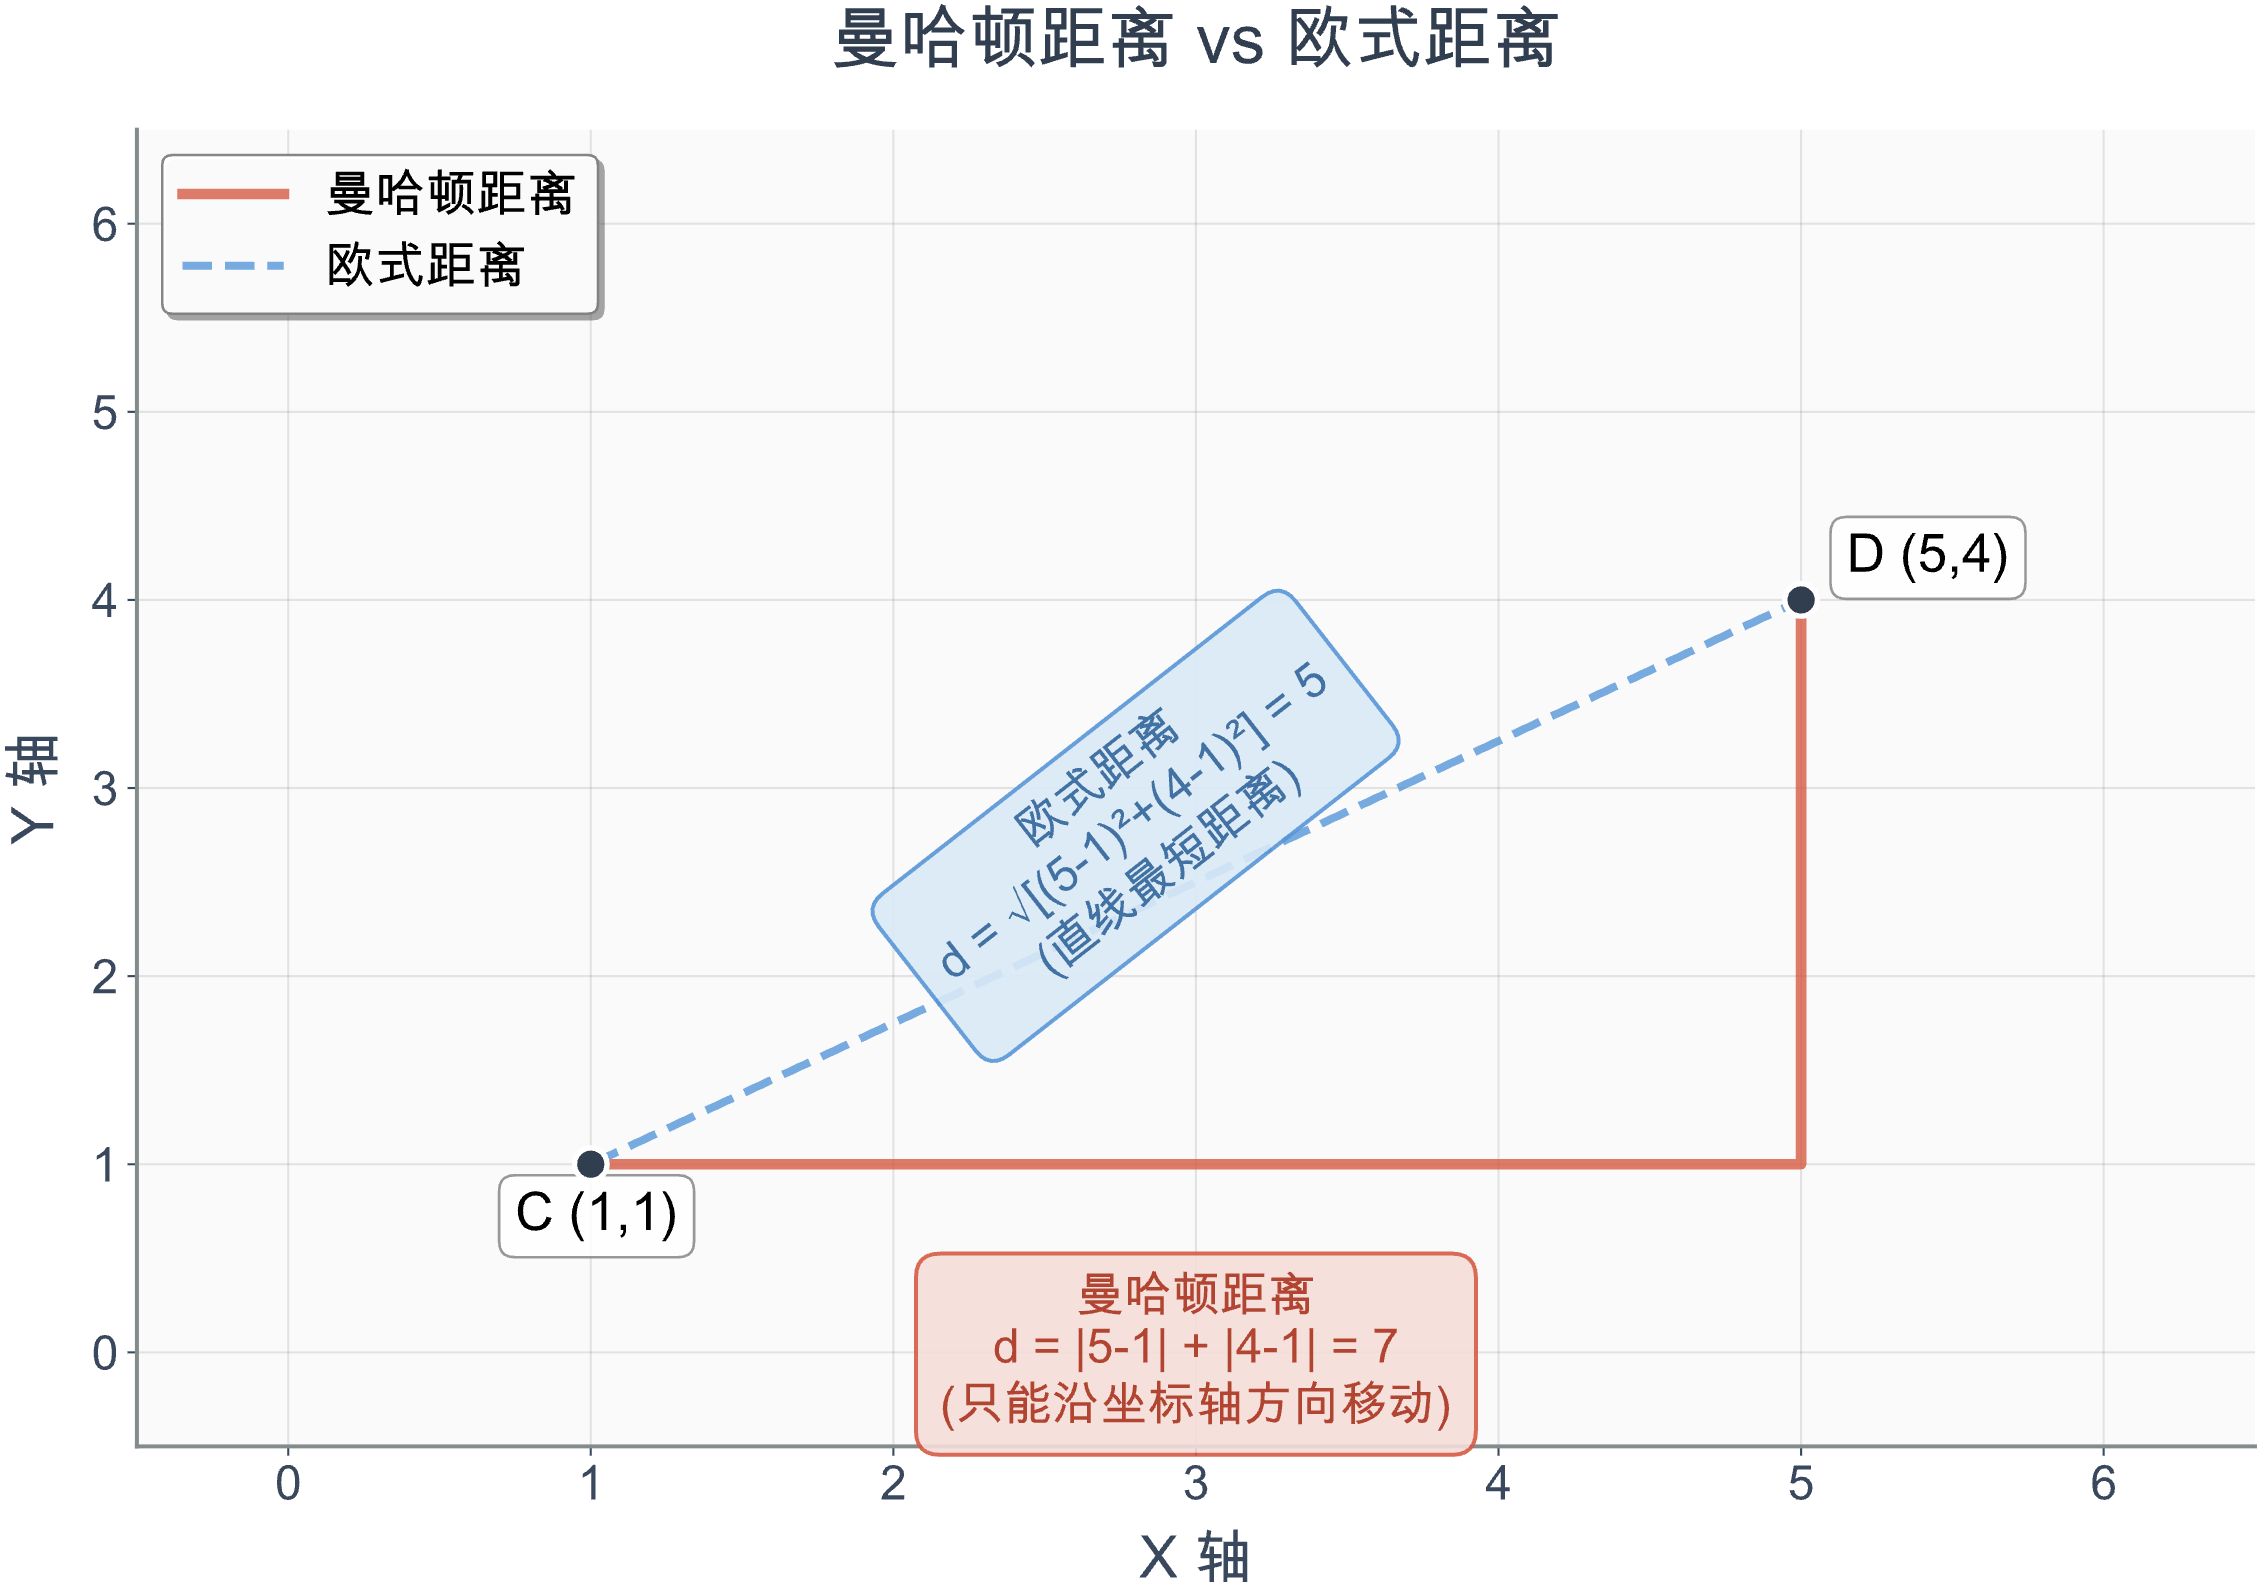 曼哈顿距离 vs 欧式距离
曼哈顿距离
欧式距离
6
5
4
3
2
1
0
Y 轴
D (5,4)
欧式距离
d = √[(5-1)²+(4-1)²] = 5
(直线最短距离)
C (1,1)
曼哈顿距离
d = |5-1| + |4-1| = 7
(只能沿坐标轴方向移动)
0 1 2 3 4 5 6
X 轴